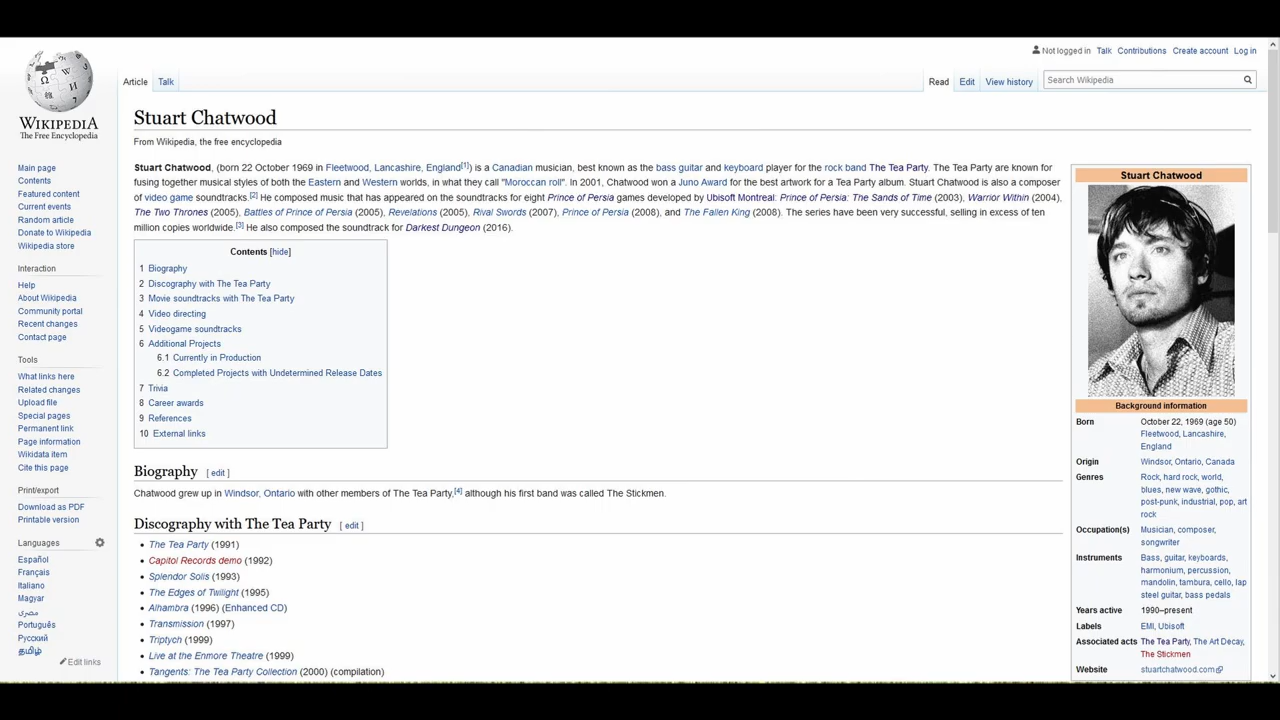 Not logged in Talk Contributions Create account Log in
Article Talk Read Edit View history Search Wikipedia
WIKIPEDIA
The Free Encyclopedia
Main page
Contents
Featured content
Current events
Random article
Donate to Wikipedia
Wikipedia store
Interaction
Help
About Wikipedia
Community portal
Recent changes
Contact page
Tools
What links here
Related changes
Upload file
Special pages
Permanent link
Page information
Wikidata item
Cite this page
Print/export
Download as PDF
Printable version
Languages
Español
Français
Italiano
Magyar
مصرى
Português
Русский
தமிழ்
Edit links
Stuart Chatwood
From Wikipedia, the free encyclopedia
Stuart Chatwood, (born 22 October 1969 in Fleetwood, Lancashire, England[1]) is a Canadian musician, best known as the bass guitar and keyboard player for the rock band The Tea Party. The Tea Party are known for
fusing together musical styles of both the Eastern and Western worlds, in what they call "Moroccan roll". In 2001, Chatwood won a Juno Award for the best artwork for a Tea Party album. Stuart Chatwood is also a composer
of video game soundtracks.[2] He composed music that has appeared on the soundtracks for eight Prince of Persia games developed by Ubisoft Montreal: Prince of Persia: The Sands of Time (2003), Warrior Within (2004),
The Two Thrones (2005), Battles of Prince of Persia (2005), Revelations (2005), Rival Swords (2007), Prince of Persia (2008), and The Fallen King (2008). The series have been very successful, selling in excess of ten
million copies worldwide.[3] He also composed the soundtrack for Darkest Dungeon (2016).
Contents [hide]
1 Biography
2 Discography with The Tea Party
3 Movie soundtracks with The Tea Party
4 Video directing
5 Videogame soundtracks
6 Additional Projects
6.1 Currently in Production
6.2 Completed Projects with Undetermined Release Dates
7 Trivia
8 Career awards
9 References
10 External links
Biography [ edit ]
Chatwood grew up in Windsor, Ontario with other members of The Tea Party,[4] although his first band was called The Stickmen.
Discography with The Tea Party [ edit ]
• The Tea Party (1991)
• Capitol Records demo (1992)
• Splendor Solis (1993)
• The Edges of Twilight (1995)
• Alhambra (1996) (Enhanced CD)
• Transmission (1997)
• Triptych (1999)
• Live at the Enmore Theatre (1999)
• Tangents: The Tea Party Collection (2000) (compilation)
Stuart Chatwood
Background information
Born October 22, 1969 (age 50)
Fleetwood, Lancashire,
England
Origin Windsor, Ontario, Canada
Genres Rock, hard rock, world,
blues, new wave, gothic,
post-punk, industrial, pop, art
rock
Occupation(s) Musician, composer,
songwriter
Instruments Bass, guitar, keyboards,
harmonium, percussion,
mandolin, tambura, cello, lap
steel guitar, bass pedals
Years active 1990–present
Labels EMI, Ubisoft
Associated acts The Tea Party, The Art Decay,
The Stickmen
Website stuartchatwood.com